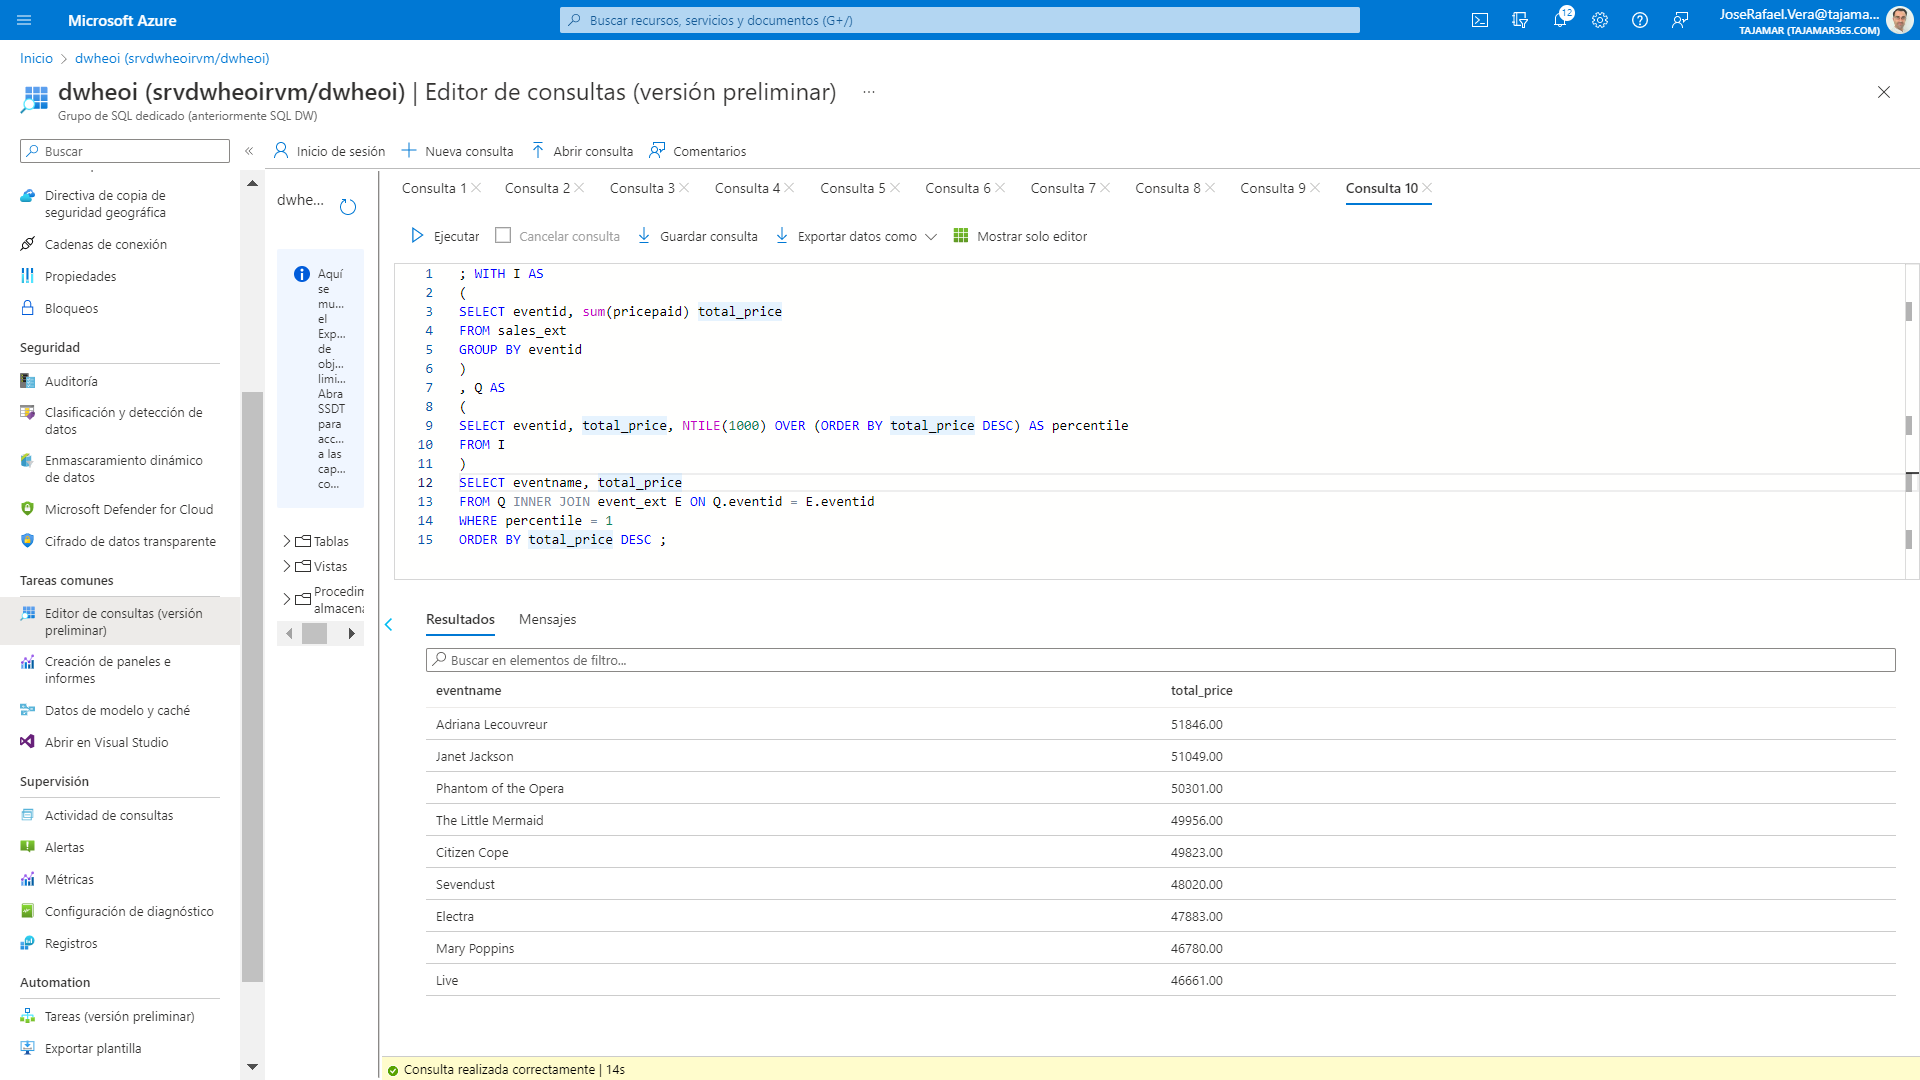 Microsoft Azure
Buscar recursos, servicios y documentos (G+/)
12
JoseRafael.Vera@tajama...
TAJAMAR (TAJAMAR365.COM)
Inicio > dwheoi (srvdwheoirvm/dwheoi)
dwheoi (srvdwheoirvm/dwheoi) | Editor de consultas (versión preliminar) ...
Grupo de SQL dedicado (anteriormente SQL DW)
Buscar
«
Inicio de sesión
Nueva consulta
Abrir consulta
Comentarios
Directiva de copia de
seguridad geográfica
Cadenas de conexión
Propiedades
Bloqueos
Seguridad
Auditoría
Clasificación y detección de
datos
Enmascaramiento dinámico
de datos
Microsoft Defender for Cloud
Cifrado de datos transparente
Tareas comunes
Editor de consultas (versión
preliminar)
Creación de paneles e
informes
Datos de modelo y caché
Abrir en Visual Studio
Supervisión
Actividad de consultas
Alertas
Métricas
Configuración de diagnóstico
Registros
Automation
Tareas (versión preliminar)
Exportar plantilla
dwhe...
Aquí
se
mu...
el
Exp...
de
obj...
limi...
Abra
SSDT
para
acc...
a las
cap...
co...
Tablas
Vistas
Procedim
almacena
Consulta 1
Consulta 2
Consulta 3
Consulta 4
Consulta 5
Consulta 6
Consulta 7
Consulta 8
Consulta 9
Consulta 10
Ejecutar
Cancelar consulta
Guardar consulta
Exportar datos como
Mostrar solo editor
1 ; WITH I AS
2 (
3 SELECT eventid, sum(pricepaid) total_price
4 FROM sales_ext
5 GROUP BY eventid
6 )
7 , Q AS
8 (
9 SELECT eventid, total_price, NTILE(1000) OVER (ORDER BY total_price DESC) AS percentile
10 FROM I
11 )
12 SELECT eventname, total_price
13 FROM Q INNER JOIN event_ext E ON Q.eventid = E.eventid
14 WHERE percentile = 1
15 ORDER BY total_price DESC ;
Resultados
Mensajes
Buscar en elementos de filtro...
eventname total_price
Adriana Lecouvreur 51846.00
Janet Jackson 51049.00
Phantom of the Opera 50301.00
The Little Mermaid 49956.00
Citizen Cope 49823.00
Sevendust 48020.00
Electra 47883.00
Mary Poppins 46780.00
Live 46661.00
Consulta realizada correctamente | 14s